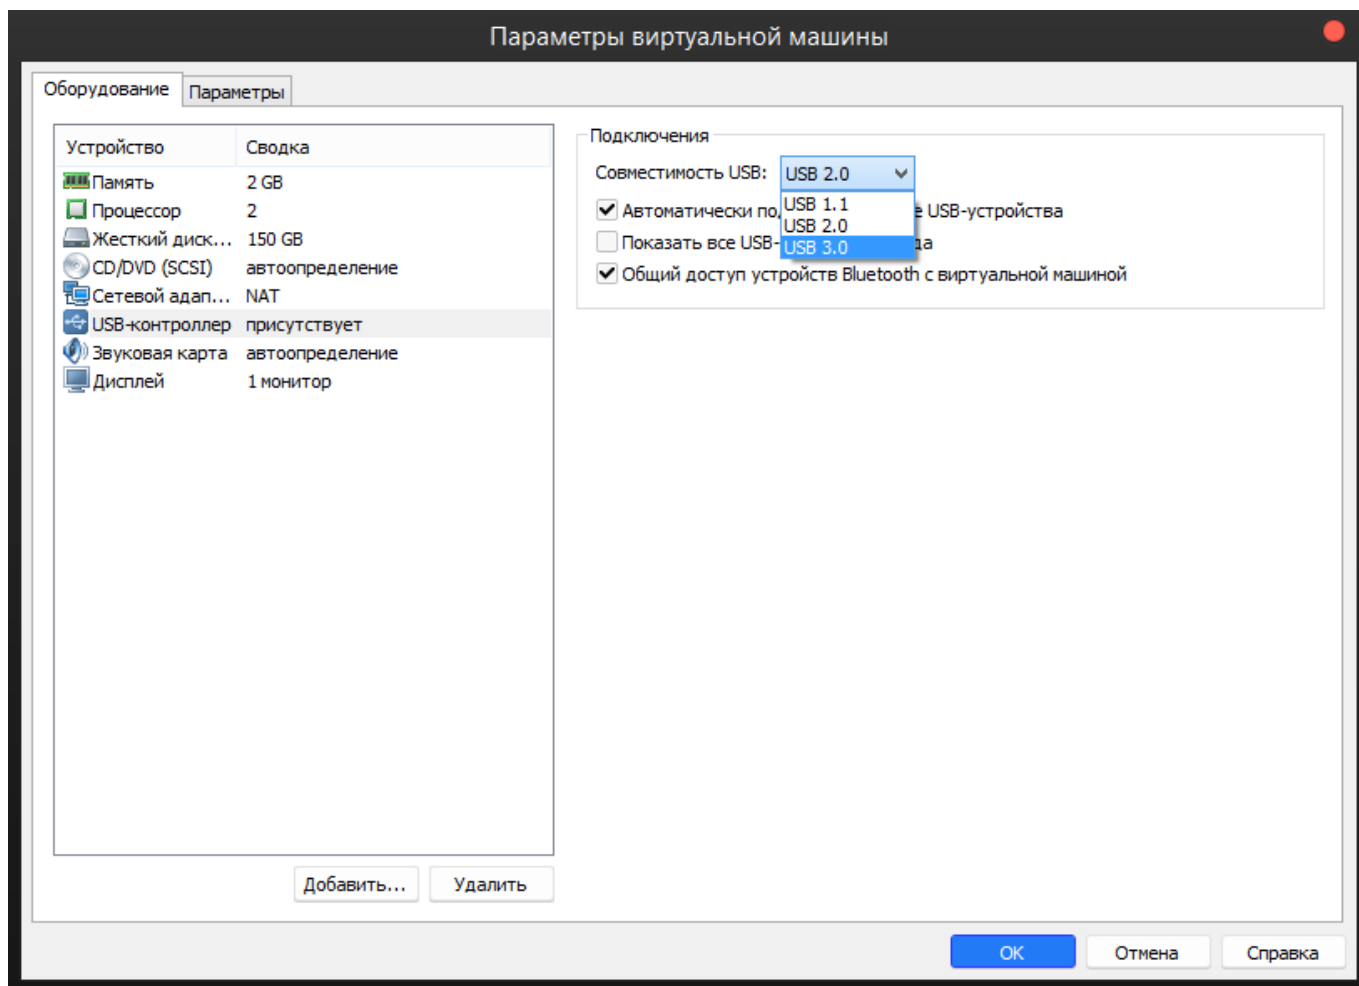 Параметры виртуальной машины
Оборудование Параметры
Устройство Сводка
Память 2 GB
Процессор 2
Жесткий диск... 150 GB
CD/DVD (SCSI) автоопределение
Сетевой адап... NAT
USB-контроллер присутствует
Звуковая карта автоопределение
Дисплей 1 монитор
Добавить... Удалить
Подключения
Совместимость USB: USB 2.0
USB 1.1
USB 2.0
USB 3.0
Автоматически по USB-устройства
Показать все USB-
Общий доступ устройств Bluetooth с виртуальной машиной
OK Отмена Справка